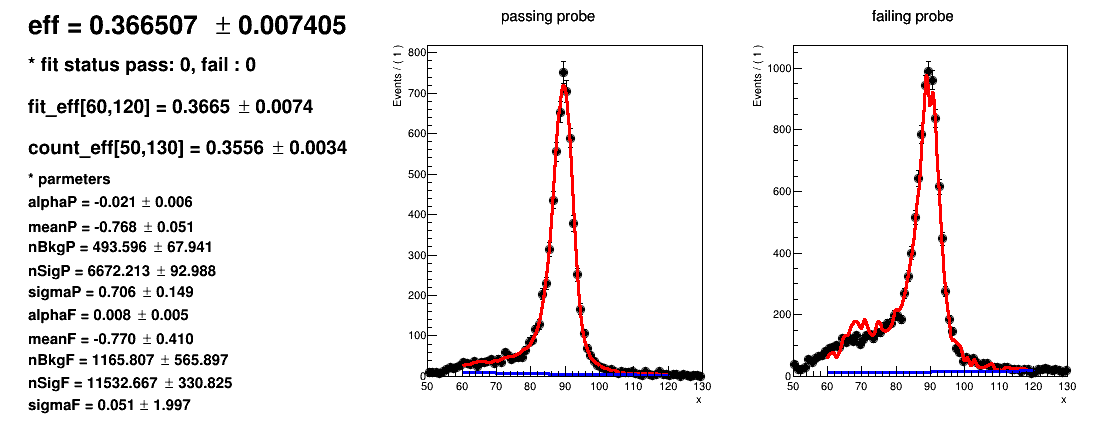 eff = 0.366507 ± 0.007405
* fit status pass: 0, fail : 0
fit_eff[60,120] = 0.3665 ± 0.0074
count_eff[50,130] = 0.3556 ± 0.0034
* parmeters
alphaP = -0.021 ± 0.006
meanP = -0.768 ± 0.051
nBkgP = 493.596 ± 67.941
nSigP = 6672.213 ± 92.988
sigmaP = 0.706 ± 0.149
alphaF = 0.008 ± 0.005
meanF = -0.770 ± 0.410
nBkgF = 1165.807 ± 565.897
nSigF = 11532.667 ± 330.825
sigmaF = 0.051 ± 1.997
passing probe
Events / ( 1 )
800
700
600
500
400
300
200
100
0
50 60 70 80 90 100 110 120 130
x
failing probe
Events / ( 1 )
1000
800
600
400
200
0
50 60 70 80 90 100 110 120 130
x